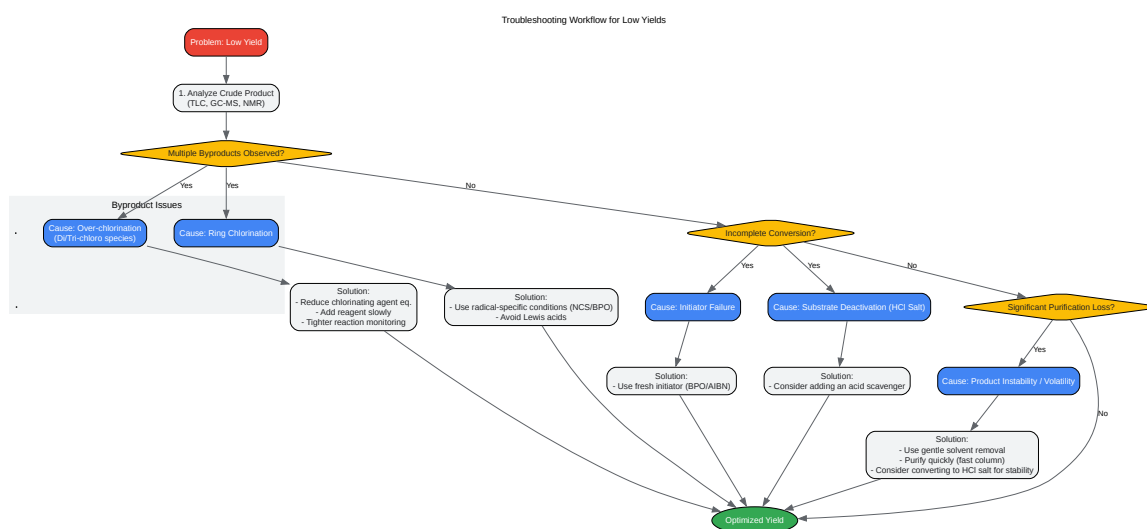 Troubleshooting Workflow for Low Yields
Problem: Low Yield
1. Analyze Crude Product
(TLC, GC-MS, NMR)
Multiple Byproducts Observed?
Yes
Yes
No
Byproduct Issues
Cause: Over-chlorination
(Di/Tri-chloro species)
Cause: Ring Chlorination
Incomplete Conversion?
Yes
Yes
No
Solution:
- Reduce chlorinating agent eq.
- Add reagent slowly
- Tighter reaction monitoring
Solution:
- Use radical-specific conditions (NCS/BPO)
- Avoid Lewis acids
Cause: Initiator Failure
Cause: Substrate Deactivation (HCl Salt)
Significant Purification Loss?
Yes
No
Solution:
- Use fresh initiator (BPO/AIBN)
Solution:
- Consider adding an acid scavenger
Cause: Product Instability / Volatility
Solution:
- Use gentle solvent removal
- Purify quickly (fast column)
- Consider converting to HCl salt for stability
Optimized Yield